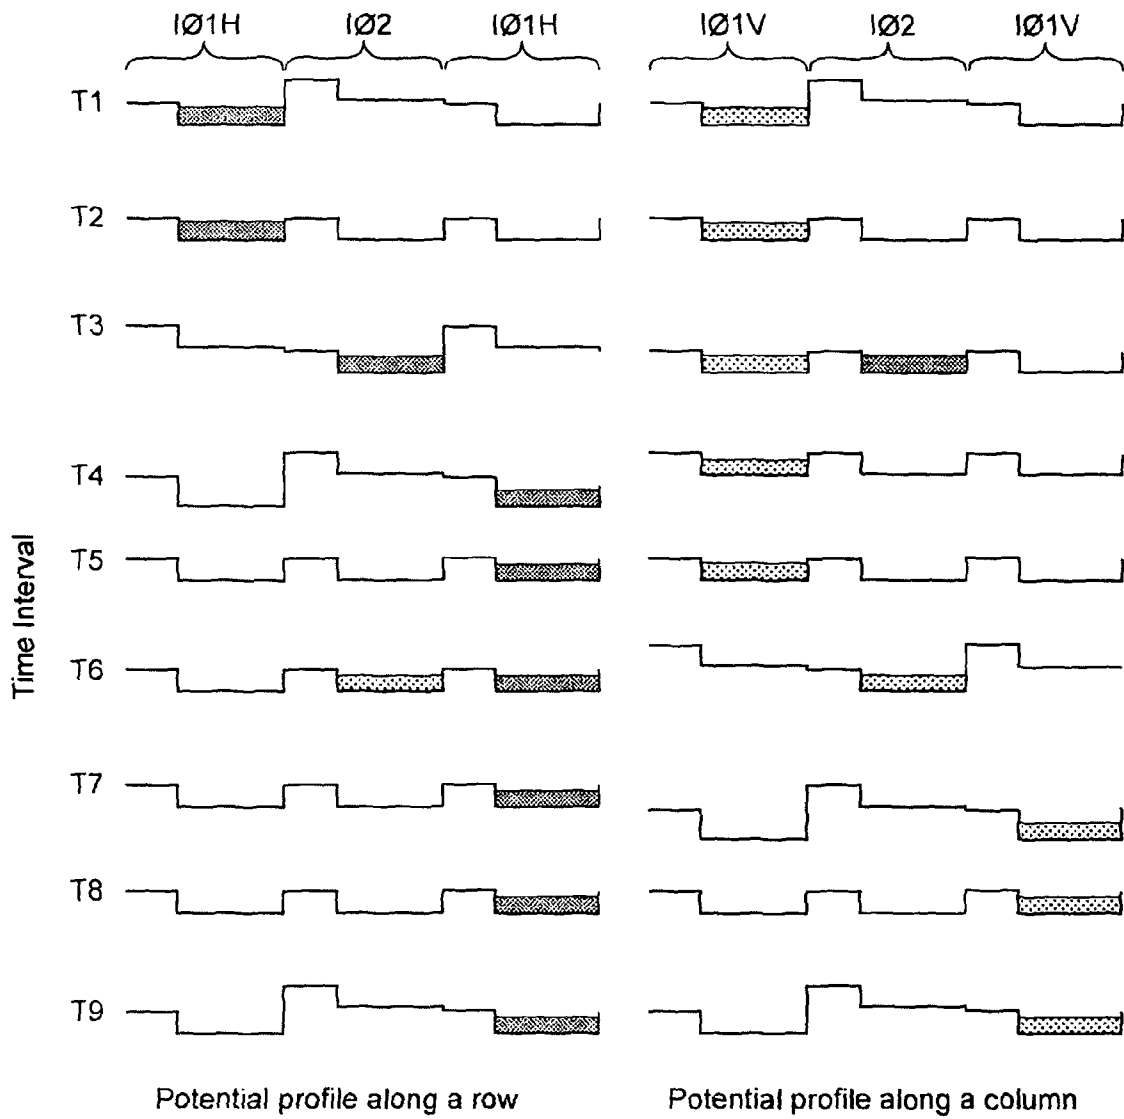 IØ1H IØ2 IØ1H IØ1V IØ2 IØ1V
T1
T2
T3
T4
T5
T6
T7
T8
T9
Time Interval
Potential profile along a row
Potential profile along a column